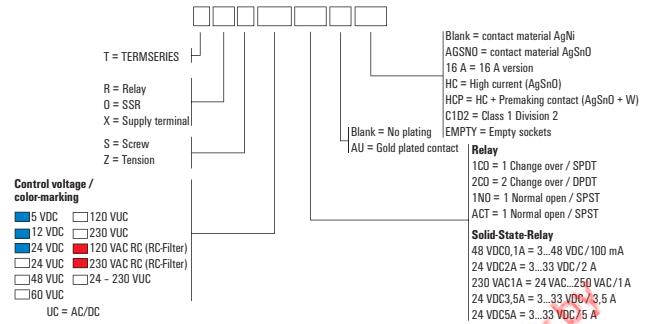 T = TERMSERIES
R = Relay
O = SSR
X = Supply terminal
S = Screw
Z = Tension
Control voltage /
color-marking
5 VDC 120 VUC
12 VDC 230 VUC
24 VDC 120 VAC RC (RC-Filter)
24 VUC 230 VAC RC (RC-Filter)
48 VUC 24 – 230 VUC
60 VUC
UC = AC/DC
Blank = No plating
AU = Gold plated contact
Blank = contact material AgNi
AGSNO = contact material AgSnO
16 A = 16 A version
HC = High current (AgSnO)
HCP = HC + Premaking contact (AgSnO + W)
C1D2 = Class 1 Division 2
EMPTY = Empty sockets
Relay
1CO = 1 Change over / SPDT
2CO = 2 Change over / DPDT
1NO = 1 Normal open / SPST
ACT = 1 Normal open / SPST
Solid-State-Relay
48 VDC0,1A = 3...48 VDC/100 mA
24 VDC2A = 3...33 VDC/2 A
230 VAC1A = 24 VAC...250 VAC/1A
24 VDC3,5A = 3...33 VDC/3,5 A
24 VDC5A = 3...33 VDC/5 A